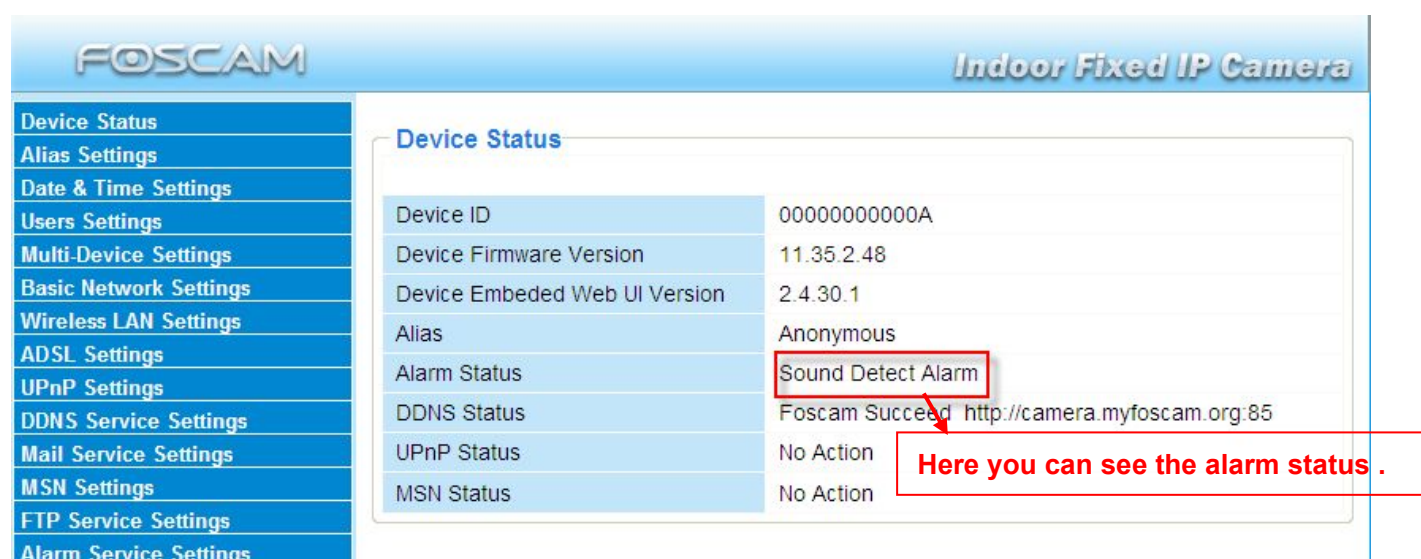 FOSCAM
Indoor Fixed IP Camera
Device Status
Alias Settings
Date & Time Settings
Users Settings
Multi-Device Settings
Basic Network Settings
Wireless LAN Settings
ADSL Settings
UPnP Settings
DDNS Service Settings
Mail Service Settings
MSN Settings
FTP Service Settings
Alarm Service Settings
Device Status
Device ID 00000000000A
Device Firmware Version 11.35.2.48
Device Embeded Web UI Version 2.4.30.1
Alias Anonymous
Alarm Status Sound Detect Alarm
DDNS Status Foscam Succeed http://camera.myfoscam.org:85
UPnP Status No Action
MSN Status No Action
Here you can see the alarm status .